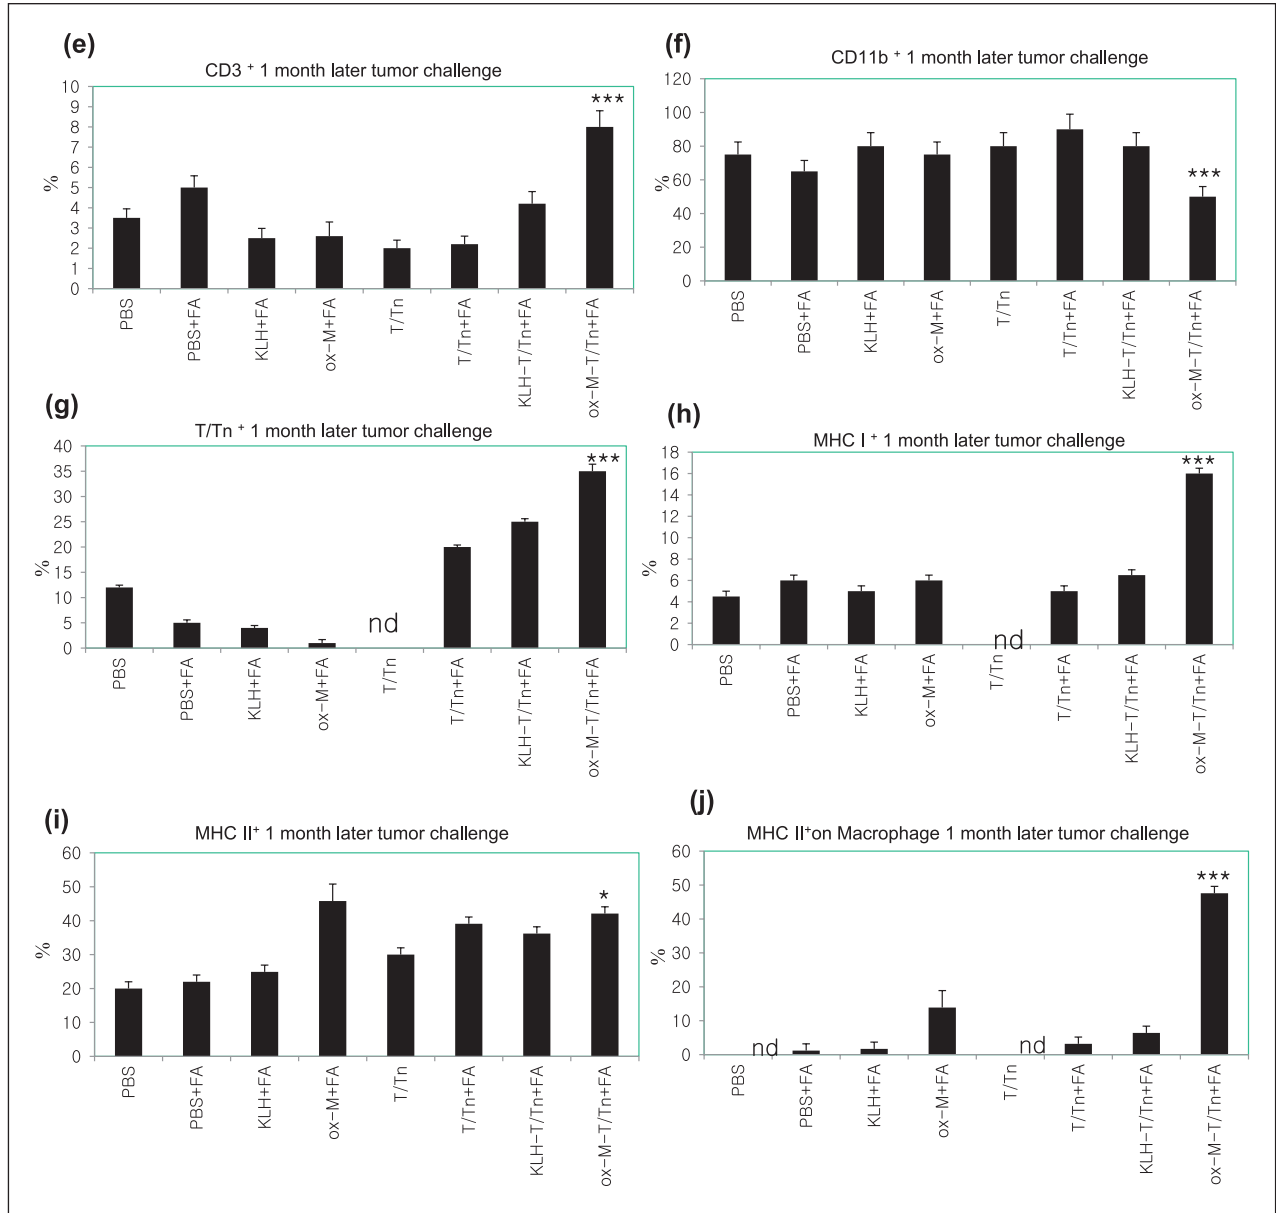 (e)
CD3 + 1 month later tumor challenge
10
9
8
7
6
5
4
3
2
1
0
%
***
PBS
PBS+FA
KLH+FA
ox-M+FA
T/Tn
T/Tn+FA
KLH-T/Tn+FA
ox-M-T/Tn+FA
(f)
CD11b + 1 month later tumor challenge
120
100
80
60
40
20
0
%
***
PBS
PBS+FA
KLH+FA
ox-M+FA
T/Tn
T/Tn+FA
KLH-T/Tn+FA
ox-M-T/Tn+FA
(g)
T/Tn + 1 month later tumor challenge
40
35
30
25
20
15
10
5
0
%
nd
***
PBS
PBS+FA
KLH+FA
ox-M+FA
T/Tn
T/Tn+FA
KLH-T/Tn+FA
ox-M-T/Tn+FA
(h)
MHC I + 1 month later tumor challenge
18
16
14
12
10
8
6
4
2
0
%
nd
***
PBS
PBS+FA
KLH+FA
ox-M+FA
T/Tn
T/Tn+FA
KLH-T/Tn+FA
ox-M-T/Tn+FA
(i)
MHC II+ 1 month later tumor challenge
60
50
40
30
20
10
0
%
*
PBS
PBS+FA
KLH+FA
ox-M+FA
T/Tn
T/Tn+FA
KLH-T/Tn+FA
ox-M-T/Tn+FA
(j)
MHC II+on Macrophage 1 month later tumor challenge
60
50
40
30
20
10
0
%
nd
nd
***
PBS
PBS+FA
KLH+FA
ox-M+FA
T/Tn
T/Tn+FA
KLH-T/Tn+FA
ox-M-T/Tn+FA